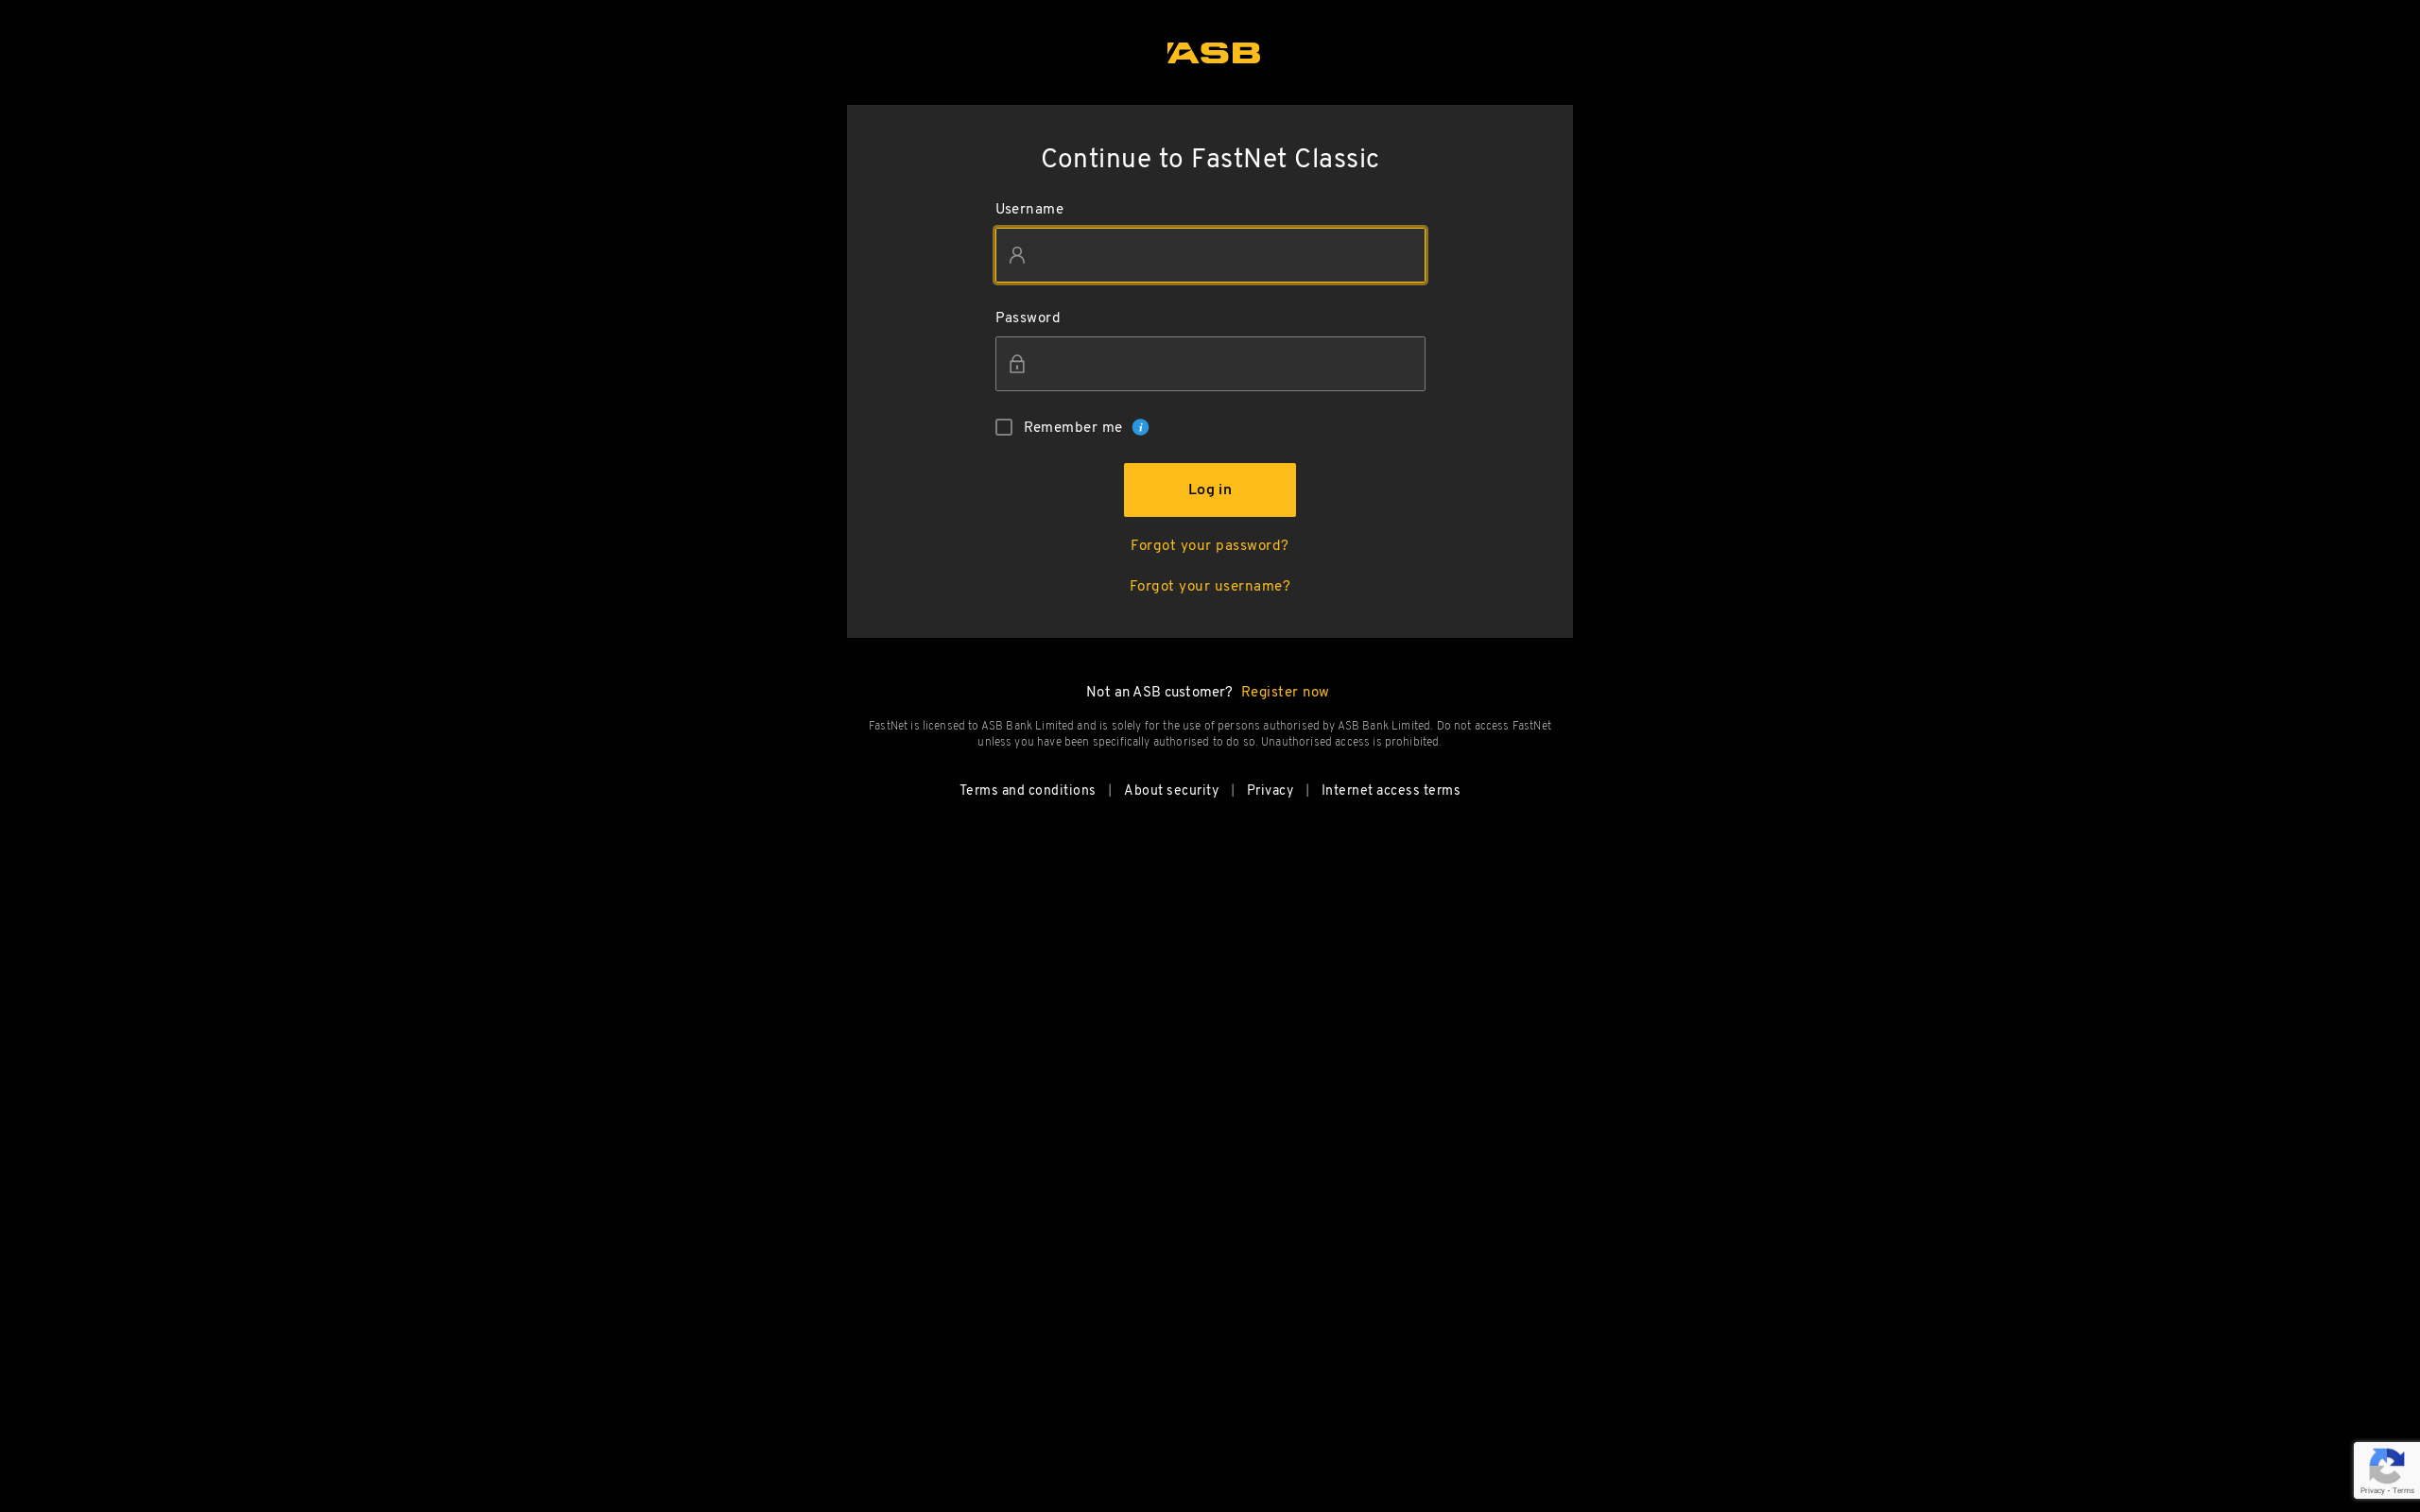 ASB
Continue to FastNet Classic
Username
Password
Remember me i
Log in
Forgot your password?
Forgot your username?
Not an ASB customer? Register now
FastNet is licensed to ASB Bank Limited and is solely for the use of persons authorised by ASB Bank Limited. Do not access FastNet
unless you have been specifically authorised to do so. Unauthorised access is prohibited.
Terms and conditions | About security | Privacy | Internet access terms
Privacy - Terms